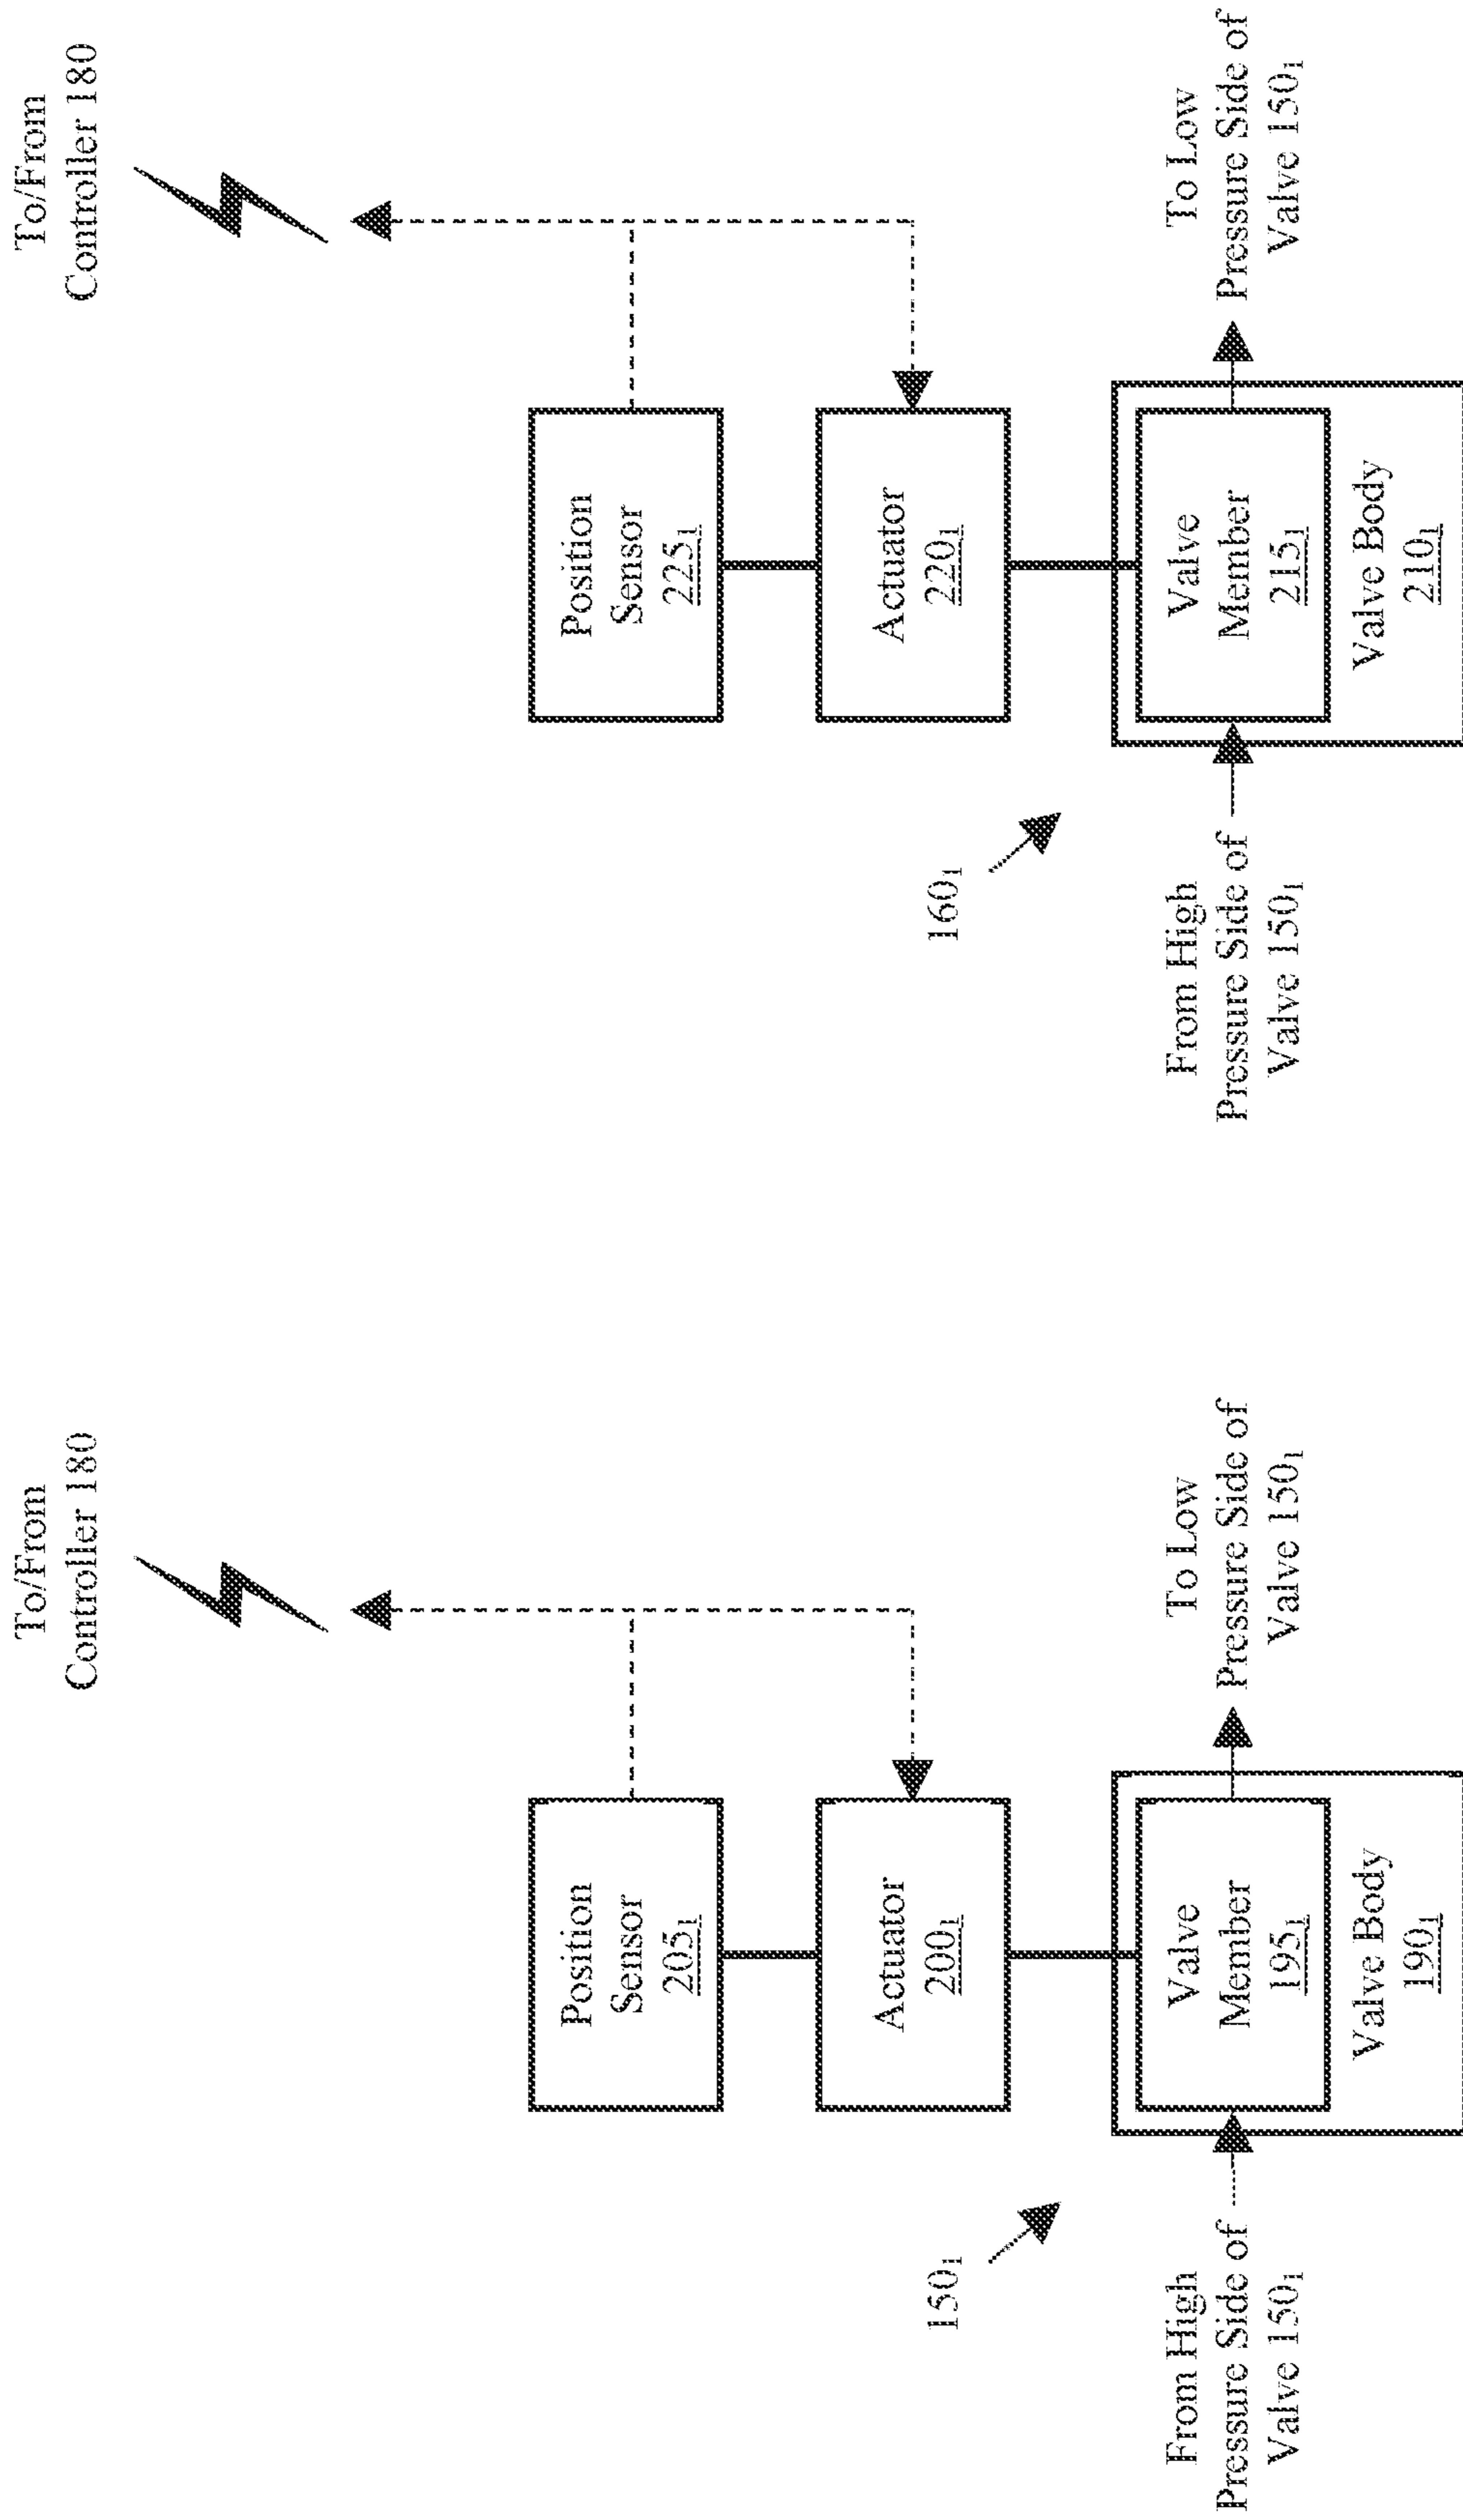 To/From
Controller 180
Position
Sensor
205₁
Actuator
200₁
150₁
From High
Pressure Side of
Valve 150₁
Valve
Member
195₁
Valve Body
190₁
To Low
Pressure Side of
Valve 150₁
To/From
Controller 180
Position
Sensor
225₁
Actuator
220₁
160₁
From High
Pressure Side of
Valve 150₁
Valve
Member
215₁
Valve Body
210₁
To Low
Pressure Side of
Valve 150₁